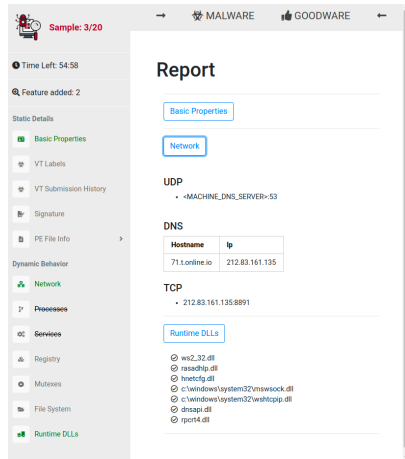 Sample: 3/20
→ MALWARE GOODWARE ←
Time Left: 54:58
Feature added: 2
Static Details
Basic Properties
VT Labels
VT Submission History
Signature
PE File Info >
Dynamic Behavior
Network
Processes
Services
Registry
Mutexes
File System
Runtime DLLs
Report
Basic Properties
Network
UDP
• <MACHINE_DNS_SERVER>:53
DNS
Hostname Ip
71.t.online.io 212.83.161.135
TCP
• 212.83.161.135:8891
Runtime DLLs
ws2_32.dll
rasadhlp.dll
hnetcfg.dll
c:\windows\system32\mswsock.dll
c:\windows\system32\wshtcpip.dll
dnsapi.dll
rpcrt4.dll